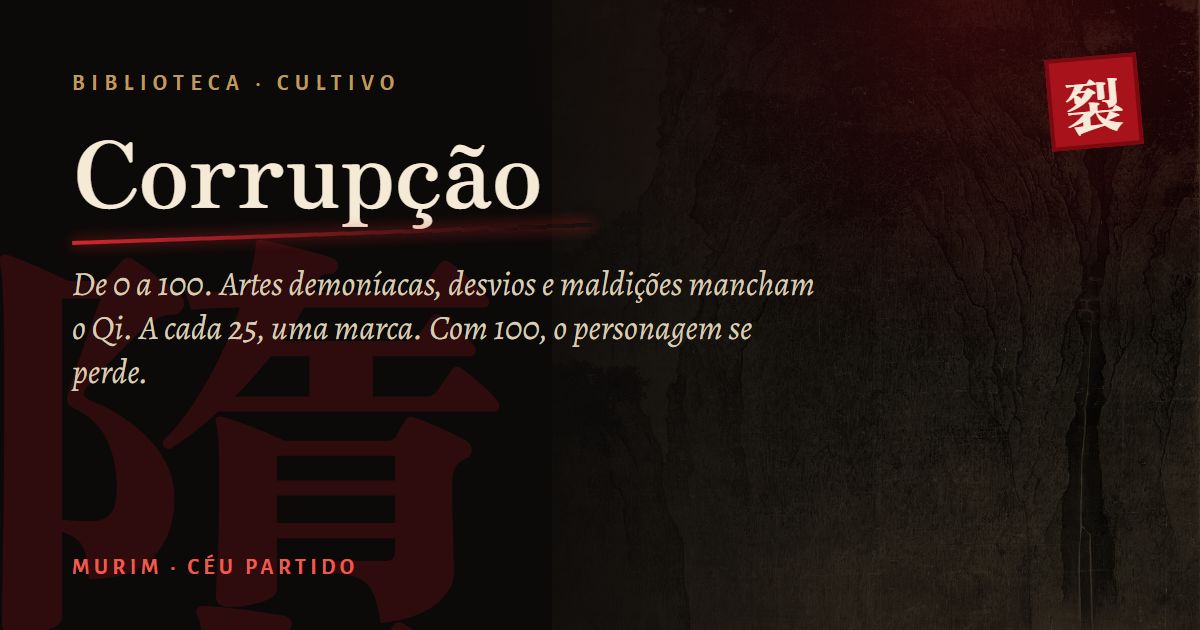 BIBLIOTECA · CULTIVO
裂
Corrupção
De 0 a 100. Artes demoníacas, desvios e maldições mancham
o Qi. A cada 25, uma marca. Com 100, o personagem se
perde.
MURIM · CÉU PARTIDO